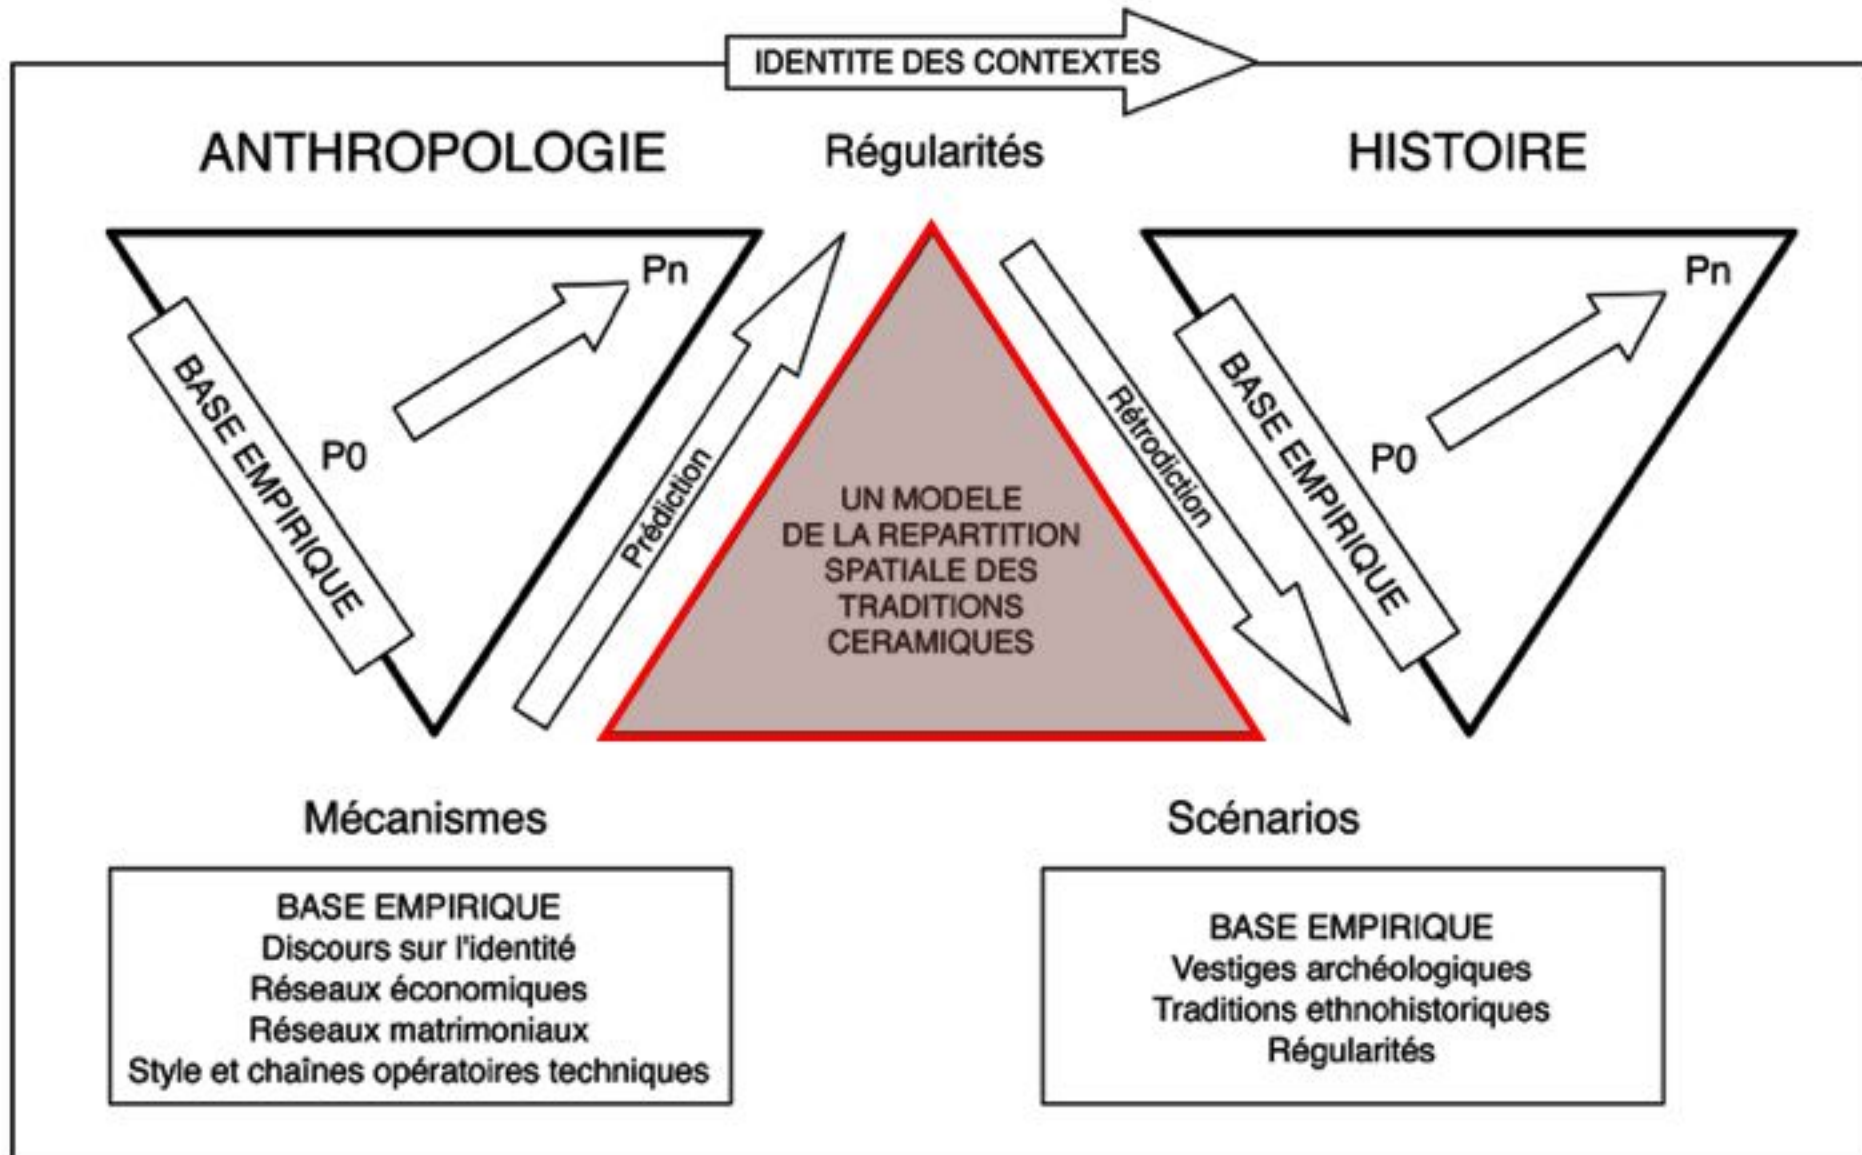 IDENTITE DES CONTEXTES
ANTHROPOLOGIE
Régularités
HISTOIRE
Pn
P0
BASE EMPIRIQUE
Prédiction
UN MODELE
DE LA REPARTITION
SPATIALE DES
TRADITIONS
CERAMIQUES
Rétrodiction
Pn
P0
BASE EMPIRIQUE
Mécanismes
BASE EMPIRIQUE
Discours sur l'identité
Réseaux économiques
Réseaux matrimoniaux
Style et chaînes opératoires techniques
Scénarios
BASE EMPIRIQUE
Vestiges archéologiques
Traditions ethnohistoriques
Régularités